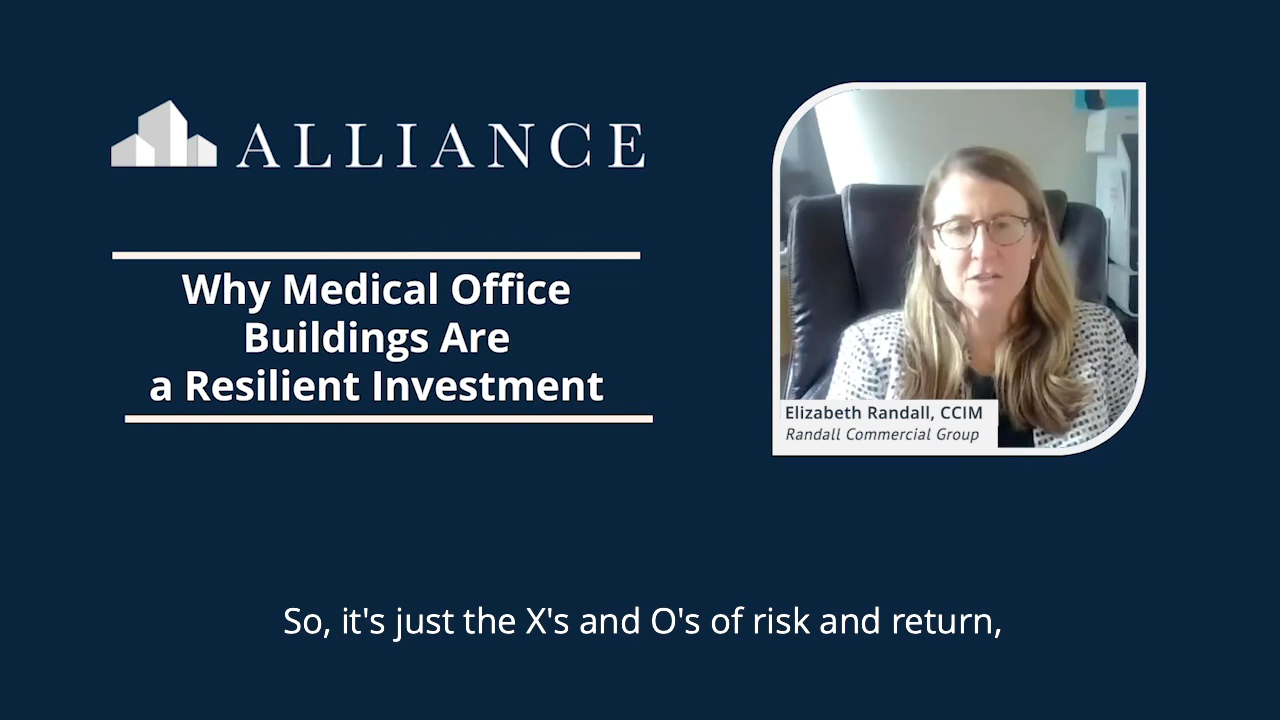 ALLIANCE
Why Medical Office
Buildings Are
a Resilient Investment
Elizabeth Randall, CCIM
Randall Commercial Group
So, it's just the X's and O's of risk and return,